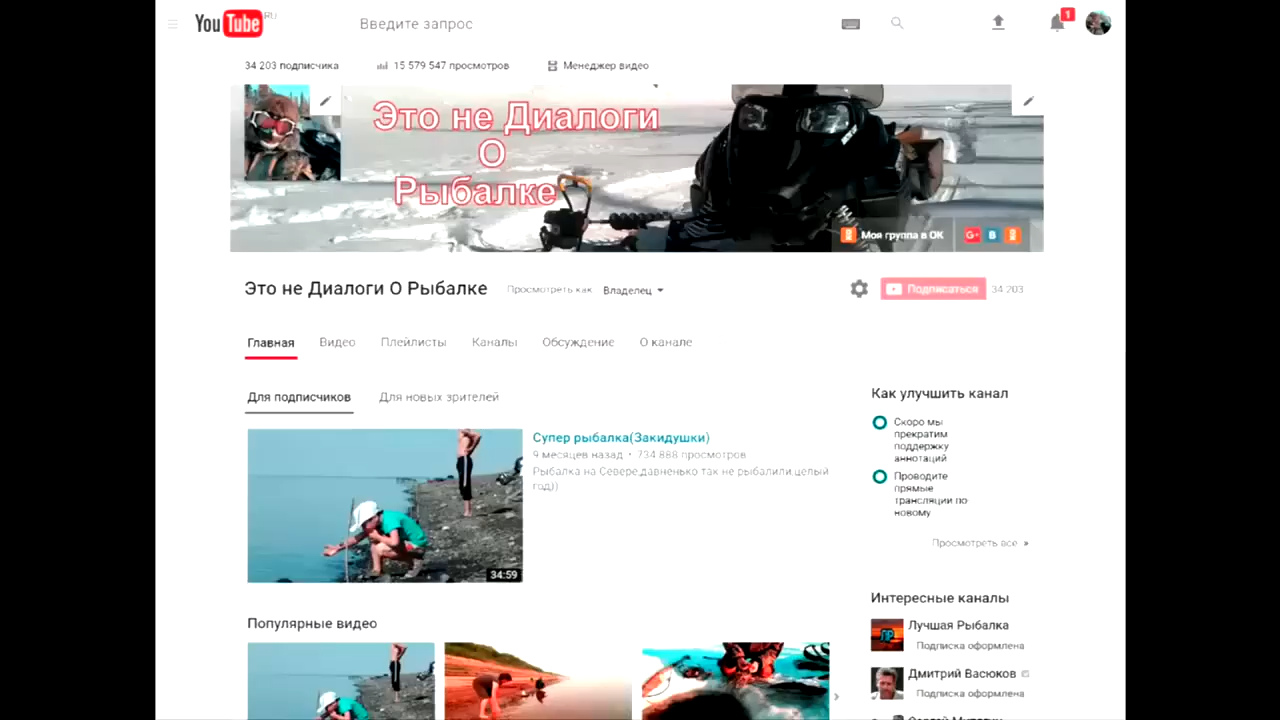 YouTube RU
Введите запрос
1
34 203 подписчика
15 579 547 просмотров
Менеджер видео
Это не Диалоги
О
Рыбалке
Моя группа в ОК
G+
B
Это не Диалоги О Рыбалке
Просмотреть как
Владелец
Подписаться
34 203
Главная
Видео
Плейлисты
Каналы
Обсуждение
О канале
Для подписчиков
Для новых зрителей
34:59
Супер рыбалка(Закидушки)
9 месяцев назад • 734 888 просмотров
Рыбалка на Севере,давненько так не рыбалили,целый
год))
Как улучшить канал
Скоро мы
прекратим
поддержку
аннотаций
Проводите
прямые
трансляции по
новому
Просмотреть все »
Популярные видео
Интересные каналы
ЛР
Лучшая Рыбалка
Подписка оформлена
Дмитрий Васюков
Подписка оформлена